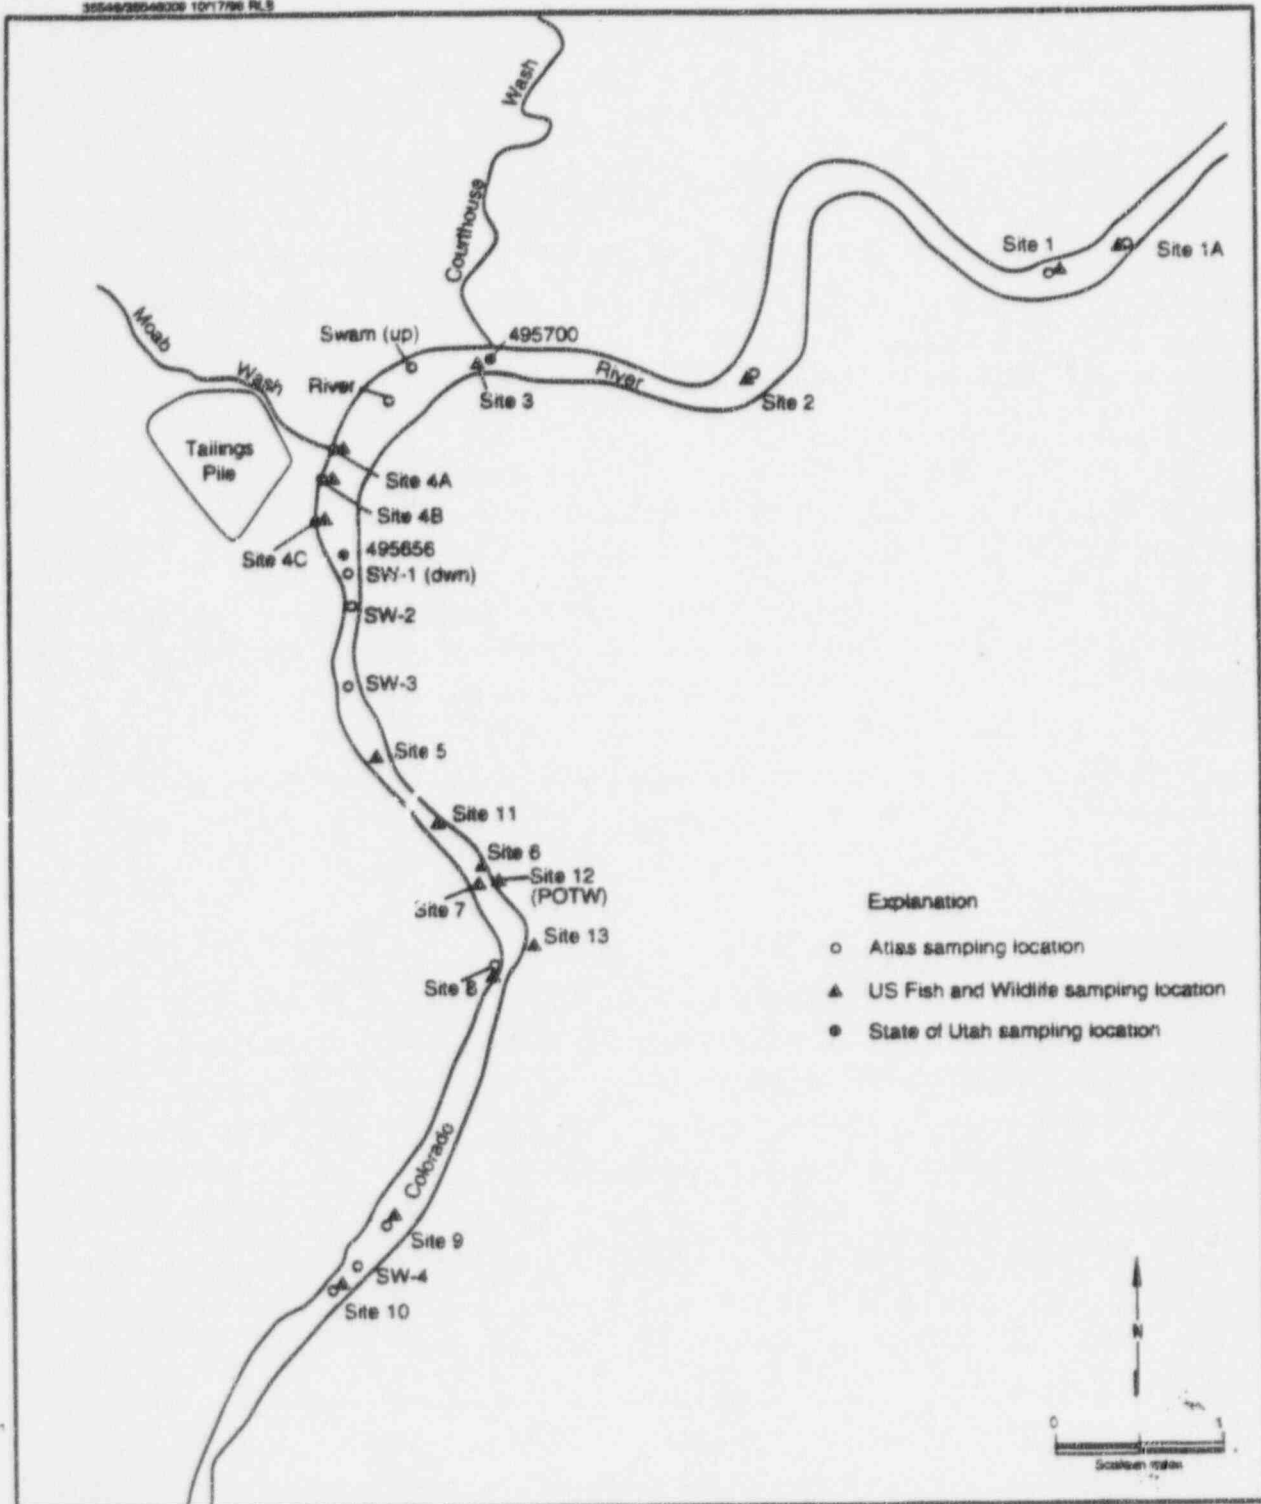 Wash
Courthouse
Site 1
Site 1A
Moab
Wash
Swam (up)
495700
River
River
Site 3
Site 2
Tailings
Pile
Site 4A
Site 4B
Site 4C
495656
SW-1 (dwn)
SW-2
SW-3
Site 5
Site 11
Site 6
Site 12
(POTW)
Site 7
Site 13
Site 8
Explanation
Atlas sampling location
US Fish and Wildlife sampling location
State of Utah sampling location
Colorado
Site 9
SW-4
Site 10
N
0 1
Scale in miles